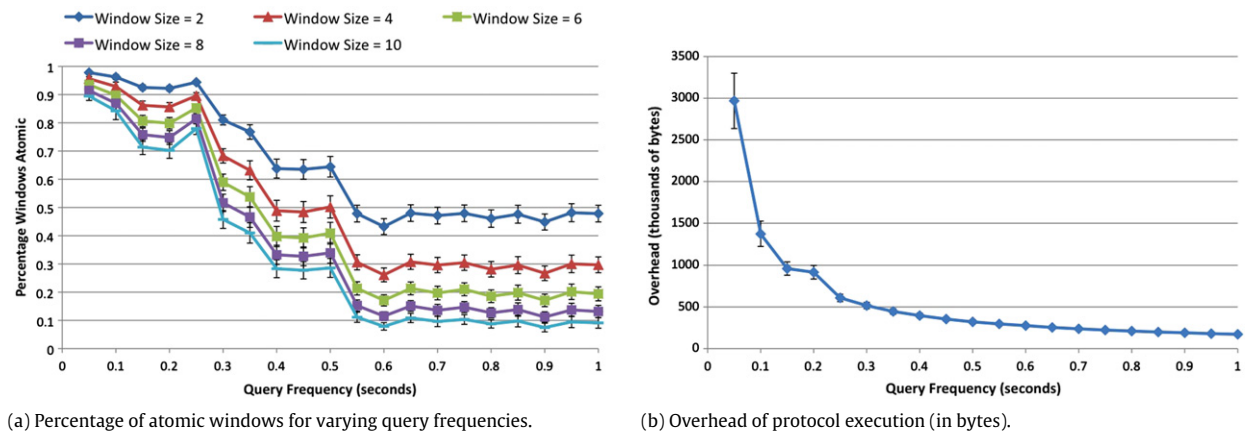 Window Size = 2
Window Size = 4
Window Size = 6
Window Size = 8
Window Size = 10
Percentage Windows Atomic
1
0.9
0.8
0.7
0.6
0.5
0.4
0.3
0.2
0.1
0
0 0.1 0.2 0.3 0.4 0.5 0.6 0.7 0.8 0.9 1
Query Frequency (seconds)
(a) Percentage of atomic windows for varying query frequencies.
Overhead (thousands of bytes)
3500
3000
2500
2000
1500
1000
500
0
0 0.1 0.2 0.3 0.4 0.5 0.6 0.7 0.8 0.9 1
Query Frequency (seconds)
(b) Overhead of protocol execution (in bytes).